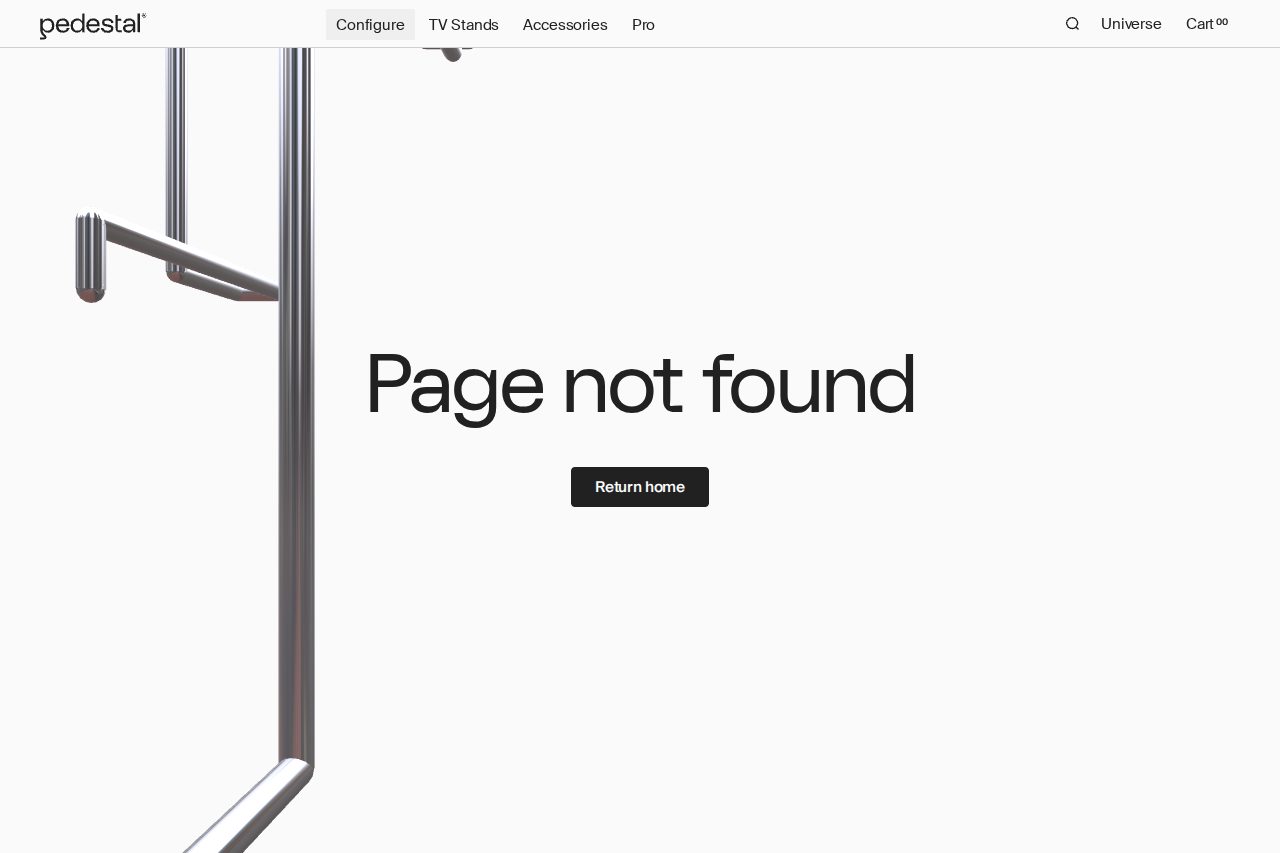 pedestal®
Configure TV Stands Accessories Pro
Universe Cart 00
Page not found
Return home